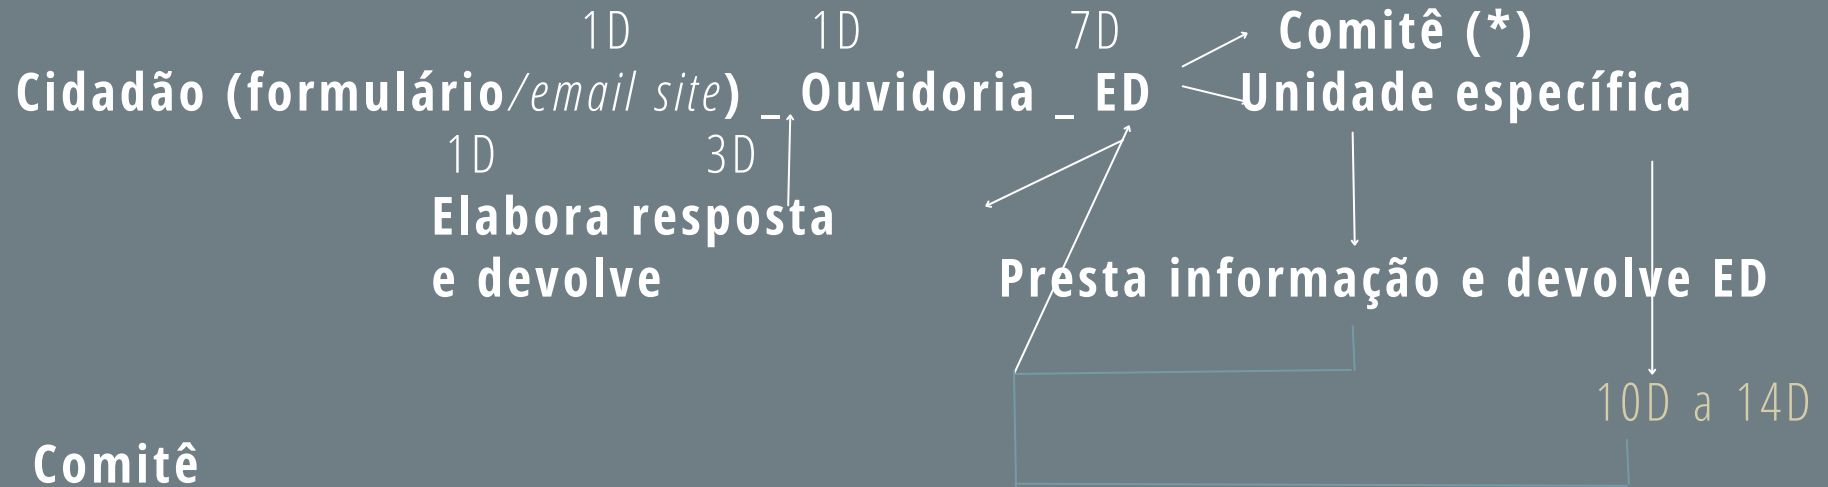 1D 1D 7D Comitê (*)
Cidadão (formulário/email site) _ Ouvidoria _ ED Unidade específica
1D 3D
Elabora resposta
e devolve
Presta informação e devolve ED
10D a 14D
Comitê